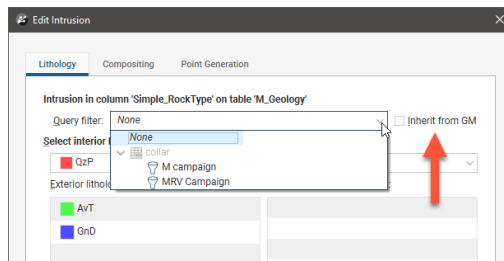 Edit Intrusion
Lithology Compositing Point Generation
Intrusion in column 'Simple_RockType' on table 'M_Geology'
Query filter: None Inherit from GM
None
Select interior
collar
QzP
M campaign
MRV Campaign
Exterior
AvT
GnD